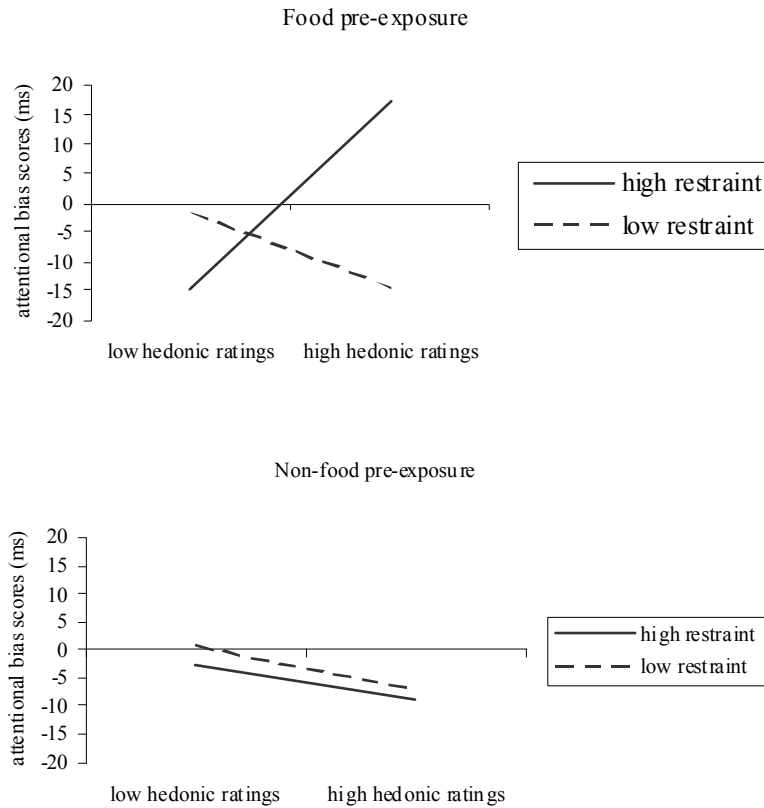 Food pre-exposure
attentional bias scores (ms)
20
15
10
5
0
-5
-10
-15
-20
low hedonic ratings high hedonic ratings
high restraint
low restraint
Non-food pre-exposure
attentional bias scores (ms)
20
15
10
5
0
-5
-10
-15
-20
low hedonic ratings high hedonic ratings
high restraint
low restraint